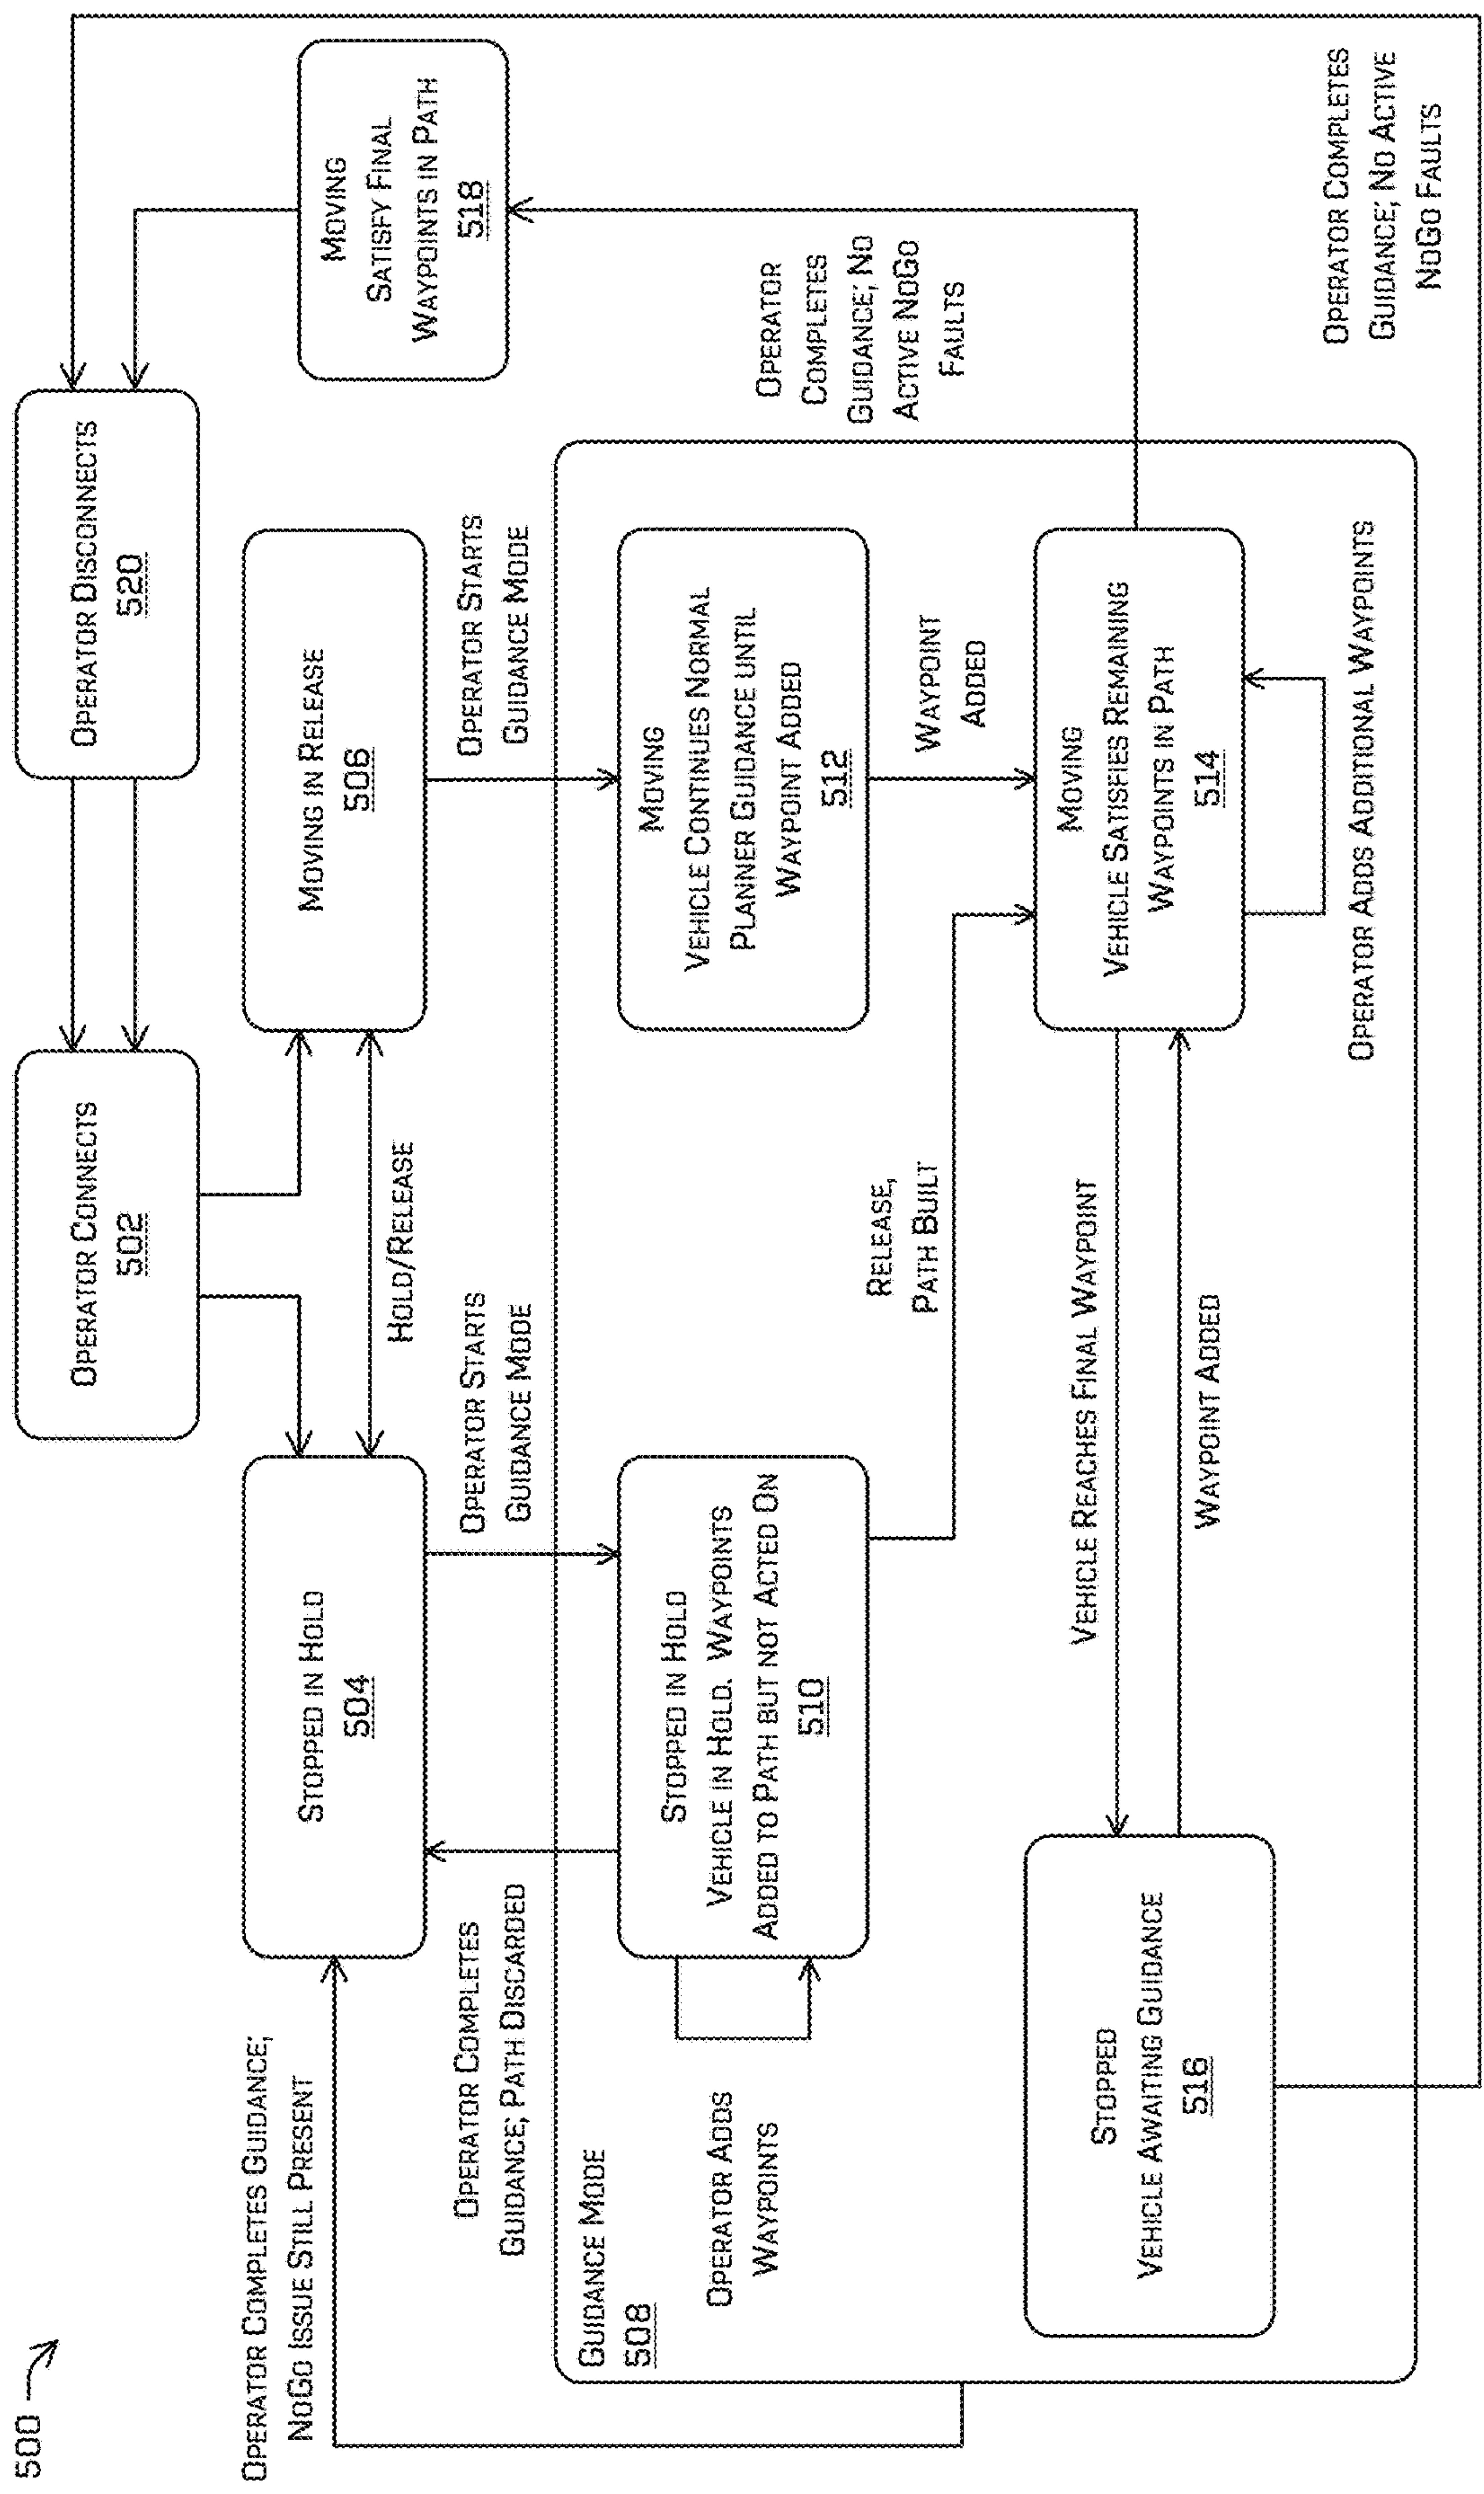 500
OPERATOR CONNECTS
502
OPERATOR DISCONNECTS
520
OPERATOR COMPLETES GUIDANCE;
NOGO ISSUE STILL PRESENT
STOPPED IN HOLD
504
HOLD/RELEASE
MOVING IN RELEASE
506
MOVING
SATISFY FINAL
WAYPOINTS IN PATH
518
OPERATOR COMPLETES
GUIDANCE; PATH DISCARDED
OPERATOR STARTS
GUIDANCE MODE
OPERATOR STARTS
GUIDANCE MODE
GUIDANCE MODE
508
OPERATOR ADDS
WAYPOINTS
STOPPED IN HOLD
VEHICLE IN HOLD. WAYPOINTS
ADDED TO PATH BUT NOT ACTED ON
510
MOVING
VEHICLE CONTINUES NORMAL
PLANNER GUIDANCE UNTIL
WAYPOINT ADDED
512
OPERATOR
COMPLETES
GUIDANCE; NO
ACTIVE NOGO
FAULTS
RELEASE,
PATH BUILT
WAYPOINT
ADDED
STOPPED
VEHICLE AWAITING GUIDANCE
516
VEHICLE REACHES FINAL WAYPOINT
WAYPOINT ADDED
MOVING
VEHICLE SATISFIES REMAINING
WAYPOINTS IN PATH
514
OPERATOR ADDS ADDITIONAL WAYPOINTS
OPERATOR COMPLETES
GUIDANCE; NO ACTIVE
NOGO FAULTS